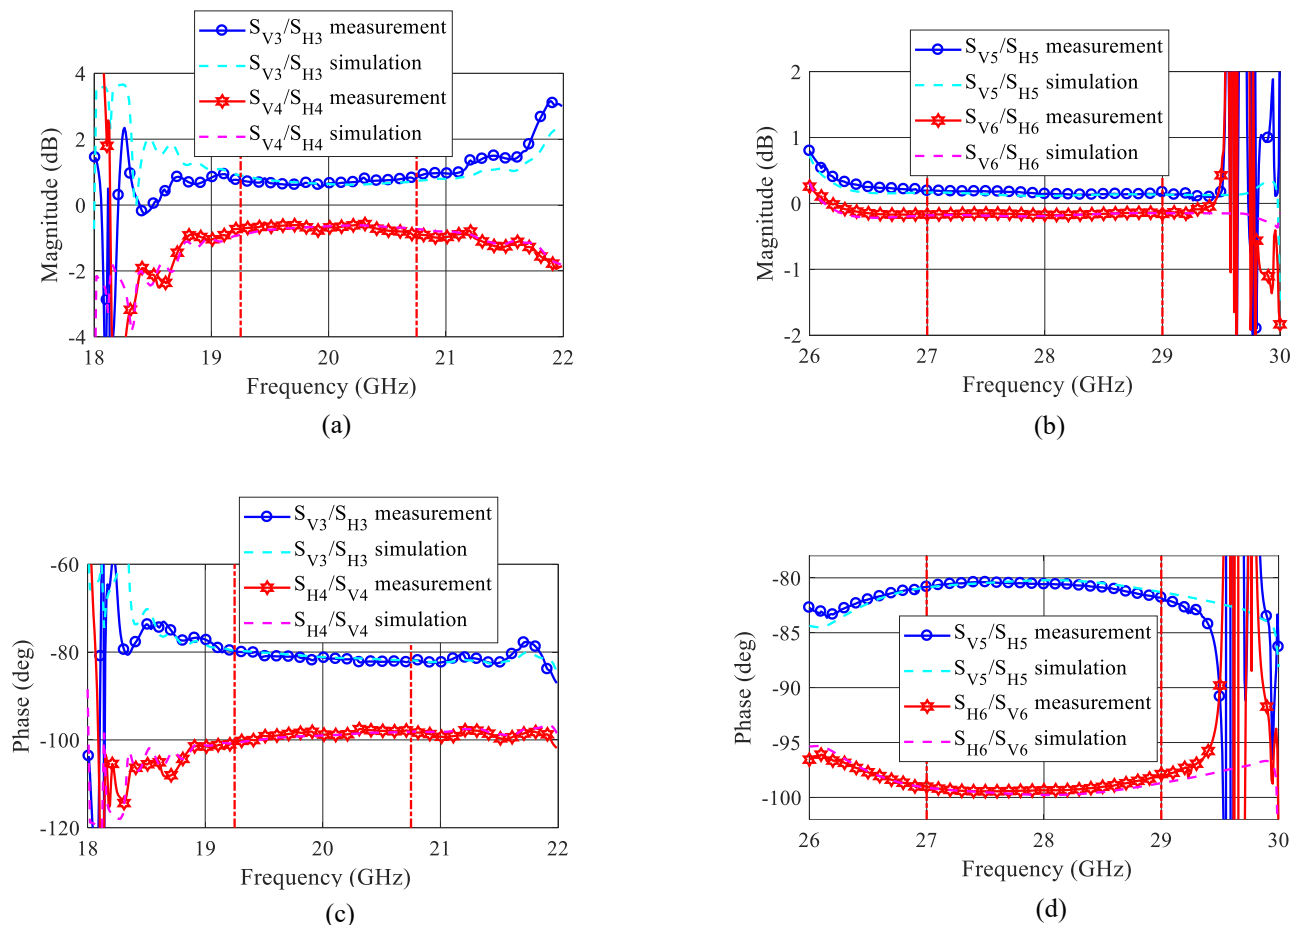 S_V3/S_H3 measurement
S_V3/S_H3 simulation
S_V4/S_H4 measurement
S_V4/S_H4 simulation
4
2
0
-2
-4
Magnitude (dB)
18 19 20 21 22
Frequency (GHz)
(a)
S_V5/S_H5 measurement
S_V5/S_H5 simulation
S_V6/S_H6 measurement
S_V6/S_H6 simulation
2
1
0
-1
-2
Magnitude (dB)
26 27 28 29 30
Frequency (GHz)
(b)
S_V3/S_H3 measurement
S_V3/S_H3 simulation
S_H4/S_V4 measurement
S_H4/S_V4 simulation
-60
-80
-100
-120
Phase (deg)
18 19 20 21 22
Frequency (GHz)
(c)
S_V5/S_H5 measurement
S_V5/S_H5 simulation
S_H6/S_V6 measurement
S_H6/S_V6 simulation
-80
-85
-90
-95
-100
Phase (deg)
26 27 28 29 30
Frequency (GHz)
(d)